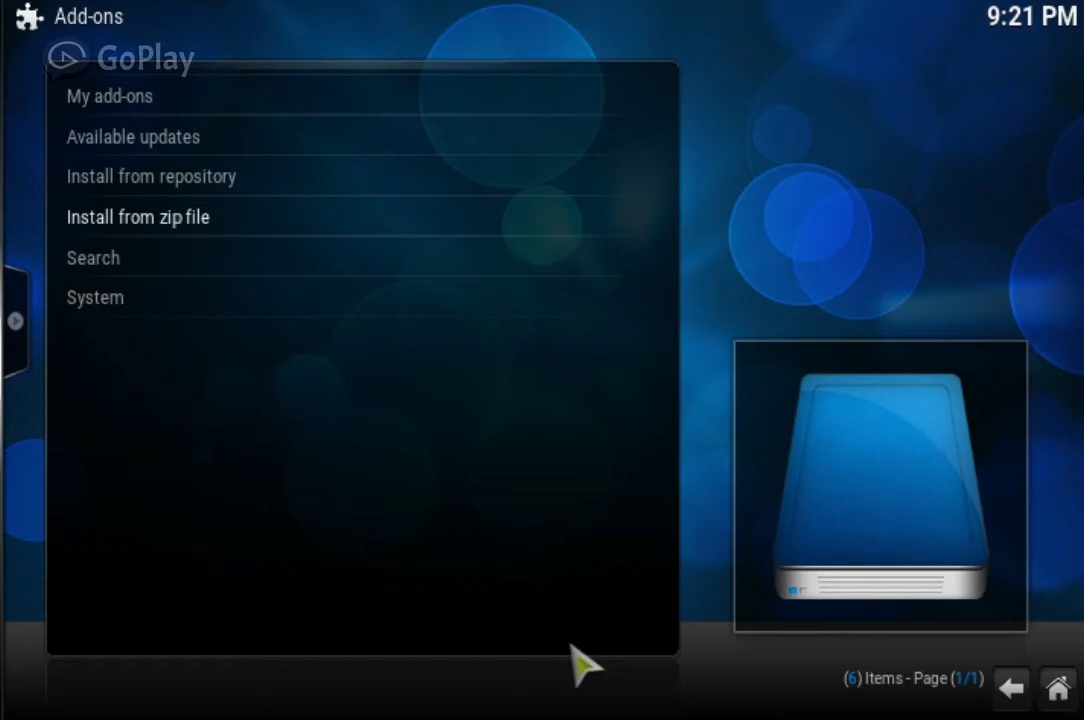 Add-ons
9:21 PM
GoPlay
My add-ons
Available updates
Install from repository
Install from zip file
Search
System
(6) Items - Page (1/1)